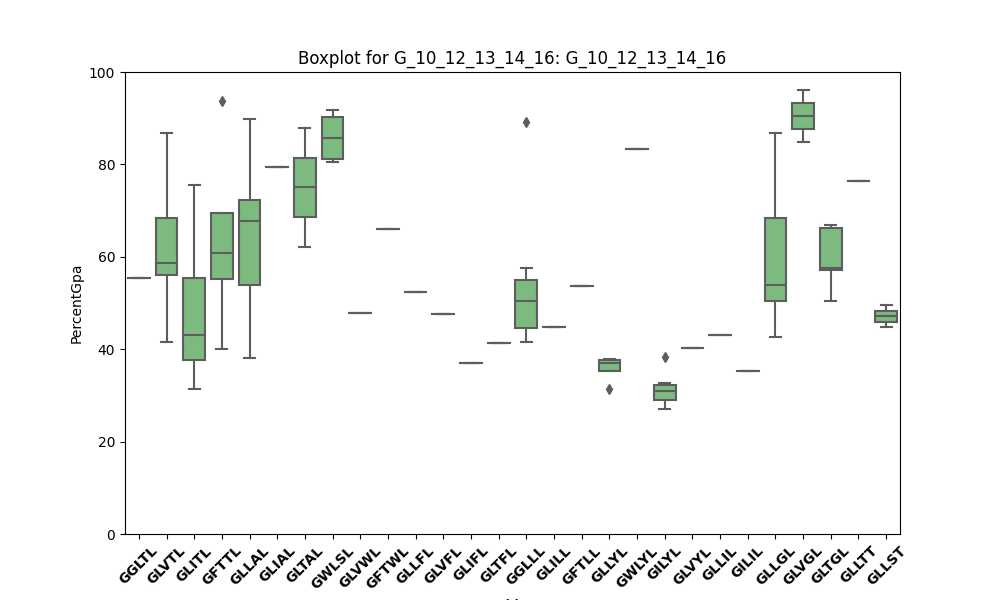 Boxplot for G_10_12_13_14_16: G_10_12_13_14_16
PercentGpa
100
80
60
40
20
0
GGLTL
GLVTL
GLITL
GFTTL
GLLAL
GLIAL
GLTAL
GWLSL
GLVWL
GFTWL
GLLFL
GLVFL
GLIFL
GLTFL
GGLLL
GLILL
GFTLL
GLLYL
GWLYL
GILYL
GLVYL
GLLIL
GILIL
GLLGL
GLVGL
GLTGL
GLLTT
GLLST